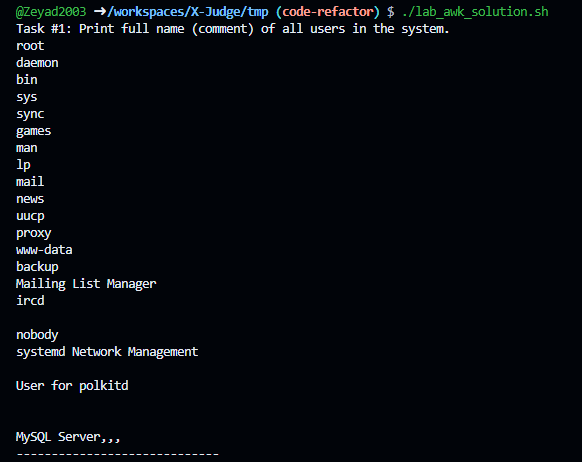 @Zeyad2003 ➜/workspaces/X-Judge/tmp (code-refactor) $ ./lab_awk_solution.sh
Task #1: Print full name (comment) of all users in the system.
root
daemon
bin
sys
sync
games
man
lp
mail
news
uucp
proxy
www-data
backup
Mailing List Manager
ircd
nobody
systemd Network Management
User for polkitd
MySQL Server,,,
-----------------------------